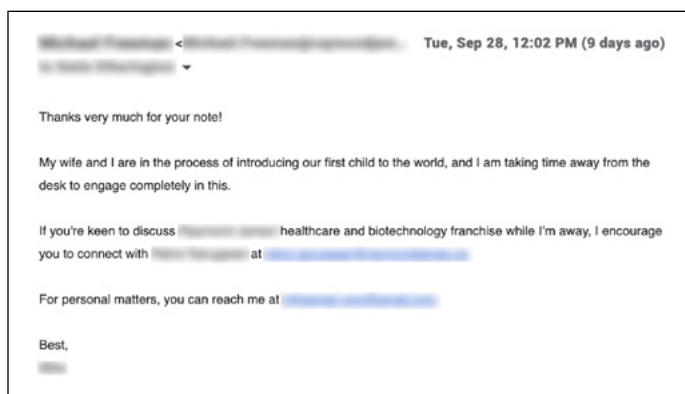 Tue, Sep 28, 12:02 PM (9 days ago)
Thanks very much for your note!
My wife and I are in the process of introducing our first child to the world, and I am taking time away from the
desk to engage completely in this.
If you're keen to discuss healthcare and biotechnology franchise while I'm away, I encourage
you to connect with at
For personal matters, you can reach me at
Best,